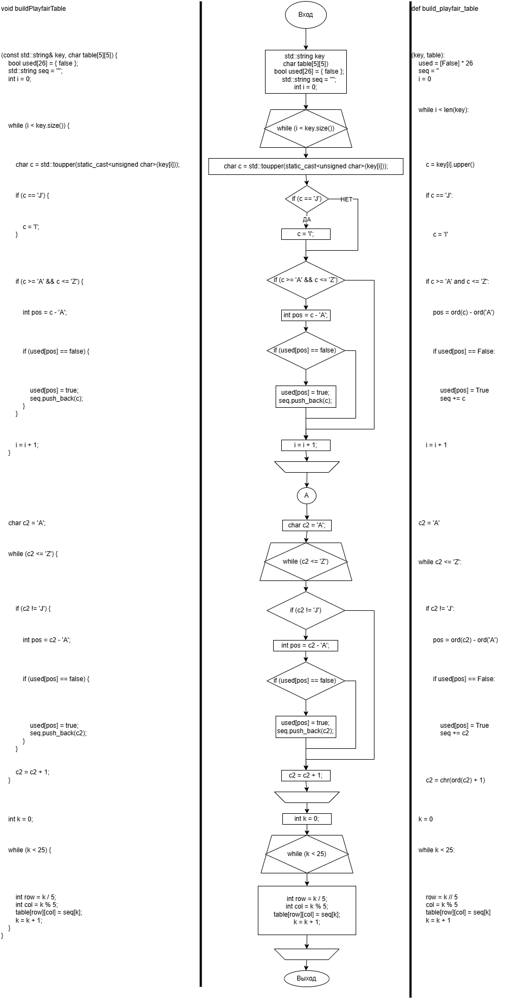 void buildPlayfairTable
(const std::string& key, char table[5][5]) {
bool used[26] = { false };
std::string seq = "";
int i = 0;
while (i < key.size()) {
char c = std::toupper(static_cast<unsigned char>(key[i]));
if (c == 'J') {
c = 'I';
}
if (c >= 'A' && c <= 'Z') {
int pos = c - 'A';
if (used[pos] == false) {
used[pos] = true;
seq.push_back(c);
}
}
i = i + 1;
}
char c2 = 'A';
while (c2 <= 'Z') {
if (c2 != 'J') {
int pos = c2 - 'A';
if (used[pos] == false) {
used[pos] = true;
seq.push_back(c2);
}
}
c2 = c2 + 1;
}
int k = 0;
while (k < 25) {
int row = k / 5;
int col = k % 5;
table[row][col] = seq[k];
k = k + 1;
}
}
Вход
std::string key
char table[5][5])
bool used[26] = { false };
std::string seq = "";
int i = 0;
while (i < key.size())
char c = std::toupper(static_cast<unsigned char>(key[i]));
if (c == 'J')
НЕТ
ДА
c = 'I';
if (c >= 'A' && c <= 'Z')
int pos = c - 'A';
if (used[pos] == false)
used[pos] = true;
seq.push_back(c);
i = i + 1;
A
char c2 = 'A';
while (c2 <= 'Z')
if (c2 != 'J')
int pos = c2 - 'A';
if (used[pos] == false)
used[pos] = true;
seq.push_back(c2);
c2 = c2 + 1;
int k = 0;
while (k < 25)
int row = k / 5;
int col = k % 5;
table[row][col] = seq[k];
k = k + 1;
Выход
def build_playfair_table
(key, table):
used = [False] * 26
seq = ''
i = 0
while i < len(key):
c = key[i].upper()
if c == 'J':
c = 'I'
if c >= 'A' and c <= 'Z':
pos = ord(c) - ord('A')
if used[pos] == False:
used[pos] = True
seq += c
i = i + 1
c2 = 'A'
while c2 <= 'Z':
if c2 != 'J':
pos = ord(c2) - ord('A')
if used[pos] == False:
used[pos] = True
seq += c2
c2 = chr(ord(c2) + 1)
k = 0
while k < 25:
row = k // 5
col = k % 5
table[row][col] = seq[k]
k = k + 1